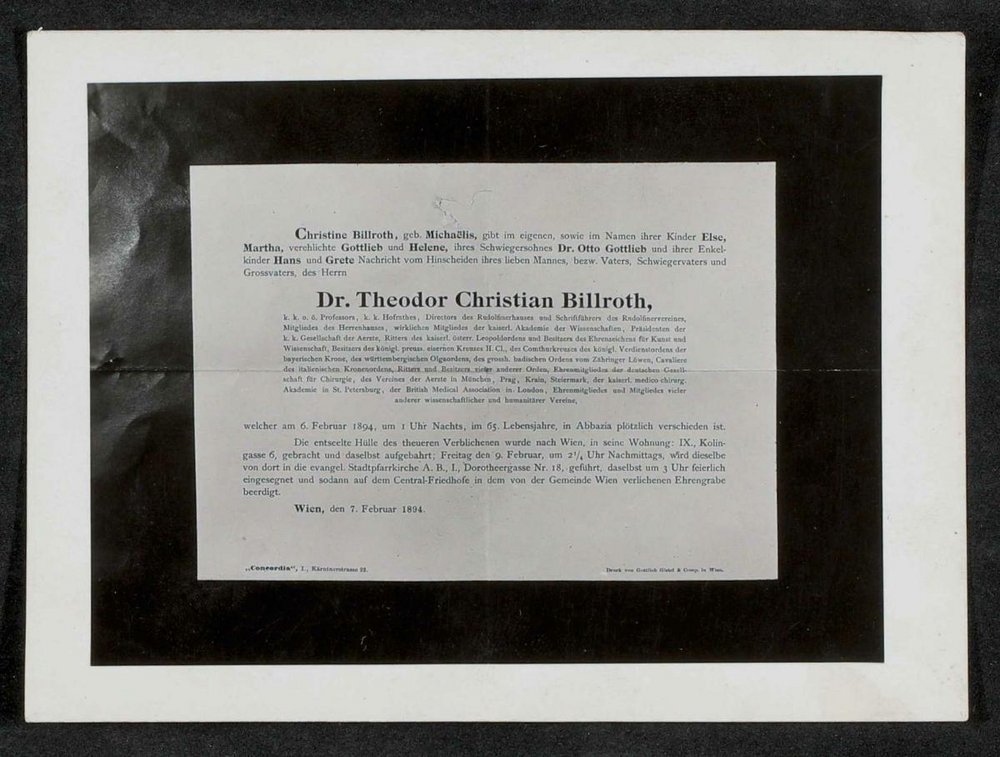 Christine Billroth, geb. Michaëlis, gibt im eigenen, sowie im Namen ihrer Kinder Else,
Martha, verehlichte Gottlieb und Helene, ihres Schwiegersohnes Dr. Otto Gottlieb und ihrer Enkel-
kinder Hans und Grete Nachricht vom Hinscheiden ihres lieben Mannes, bezw. Vaters, Schwiegervaters und
Grossvaters, des Herrn
Dr. Theodor Christian Billroth,
k. k. o. ö. Professors, k. k. Hofrathes, Directors des Rudolfinerhauses und Schriftführers des Rudolfinervereines,
Mitgliedes des Herrenhauses, wirklichen Mitgliedes der kaiserl. Akademie der Wissenschaften, Präsidenten der
k. k. Gesellschaft der Aerzte, Ritters des kaiserl. österr. Leopoldordens und Besitzers des Ehrenzeichens für Kunst und
Wissenschaft, Besitzers des königl. preuss. eisernen Kreuzes II. Cl., des Comthurkreuzes des königl. Verdienstordens der
bayerischen Krone, des württembergischen Olgaordens, des grossh. badischen Ordens vom Zähringer Löwen, Cavaliere
des italienischen Kronenordens, Ritters und Besitzers vieler anderer Orden, Ehrenmitgliedes der deutschen Gesell-
schaft für Chirurgie, des Vereines der Aerzte in München, Prag, Krain, Steiermark, der kaiserl. medico-chirurg.
Akademie in St. Petersburg, der British Medical Association in London, Ehrenmitgliedes und Mitgliedes vieler
anderer wissenschaftlicher und humanitärer Vereine,
welcher am 6. Februar 1894, um 1 Uhr Nachts, im 65. Lebensjahre, in Abbazia plötzlich verschieden ist.
Die entseelte Hülle des theueren Verblichenen wurde nach Wien, in seine Wohnung: IX., Kolin-
gasse 6, gebracht und daselbst aufgebahrt; Freitag den 9. Februar, um 2¼ Uhr Nachmittags, wird dieselbe
von dort in die evangel. Stadtpfarrkirche A. B., I., Dorotheergasse Nr. 18, geführt, daselbst um 3 Uhr feierlich
eingesegnet und sodann auf dem Central-Friedhofe in dem von der Gemeinde Wien verlichenen Ehrengrabe
beerdigt.
Wien, den 7. Februar 1894.
„Concordia“, I., Kärntnerstrasse 22.
Druck von Gottlieb Gistel & Comp. in Wien.